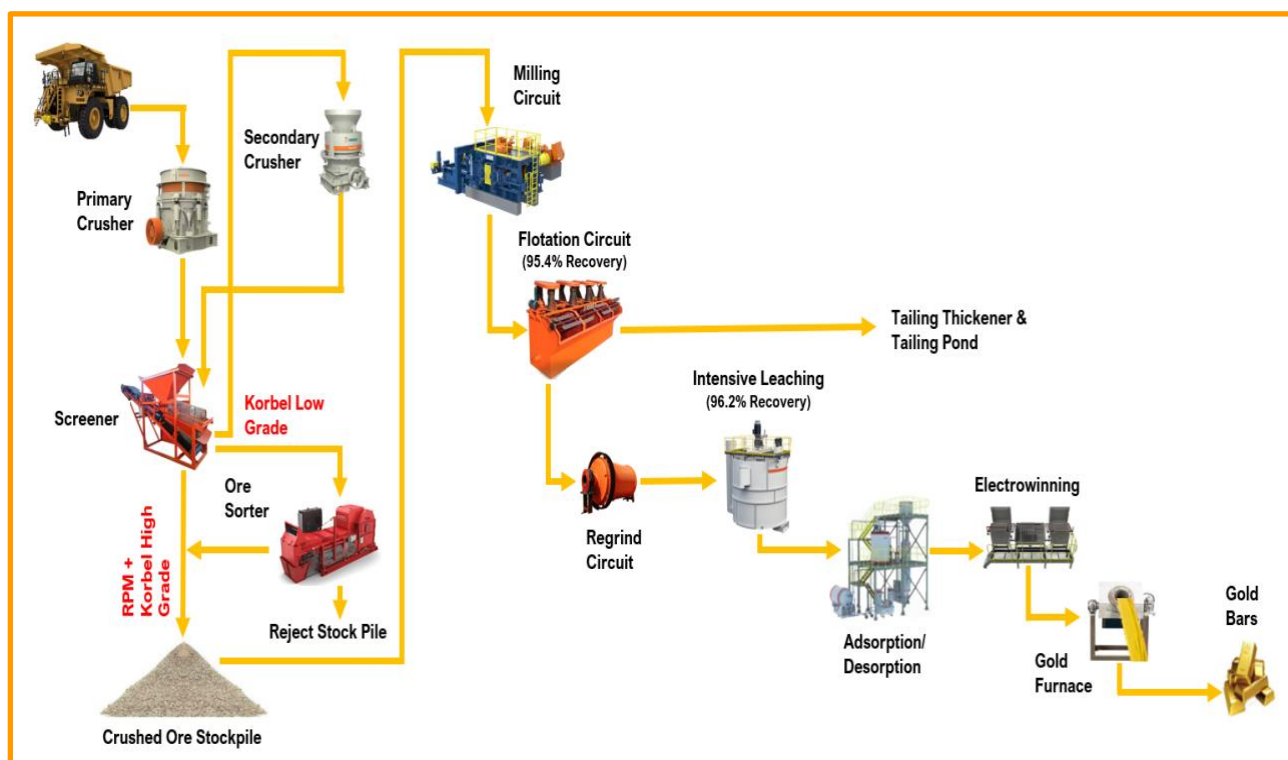 Milling
Circuit
Secondary
Crusher
Primary
Crusher
Flotation Circuit
(95.4% Recovery)
Tailing Thickener &
Tailing Pond
Intensive Leaching
(96.2% Recovery)
Screener
Korbel Low
Grade
Ore
Sorter
Electrowinning
Regrind
Circuit
RPM +
Korbel High
Grade
Reject Stock Pile
Adsorption/
Desorption
Gold
Furnace
Gold
Bars
Crushed Ore Stockpile